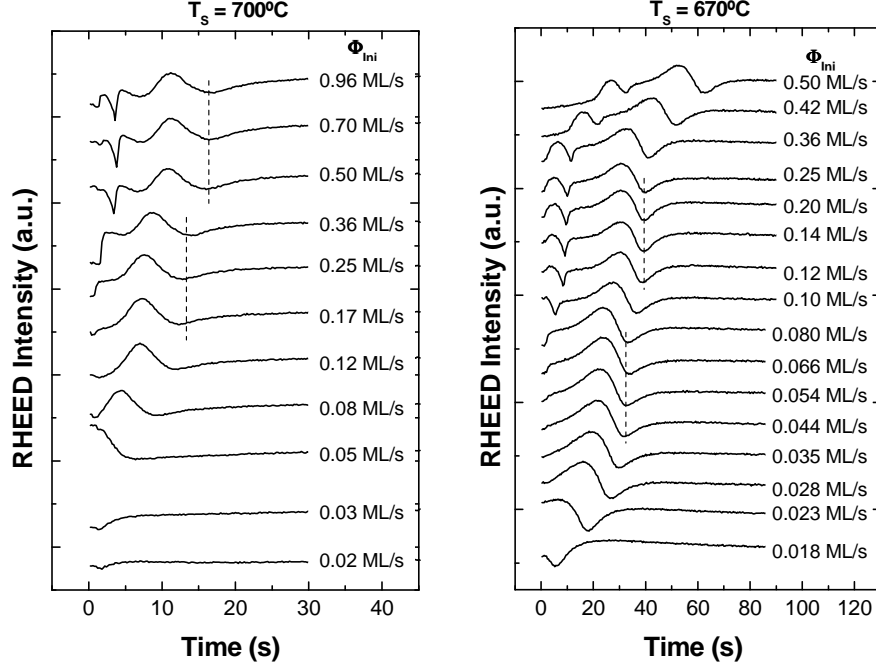 T_S = 700ºC
Φ_Ini
0.96 ML/s
0.70 ML/s
0.50 ML/s
0.36 ML/s
0.25 ML/s
0.17 ML/s
0.12 ML/s
0.08 ML/s
0.05 ML/s
0.03 ML/s
0.02 ML/s
RHEED Intensity (a.u.)
0 10 20 30 40
Time (s)
T_S = 670ºC
Φ_Ini
0.50 ML/s
0.42 ML/s
0.36 ML/s
0.25 ML/s
0.20 ML/s
0.14 ML/s
0.12 ML/s
0.10 ML/s
0.080 ML/s
0.066 ML/s
0.054 ML/s
0.044 ML/s
0.035 ML/s
0.028 ML/s
0.023 ML/s
0.018 ML/s
RHEED Intensity (a.u.)
0 20 40 60 80 100 120
Time (s)